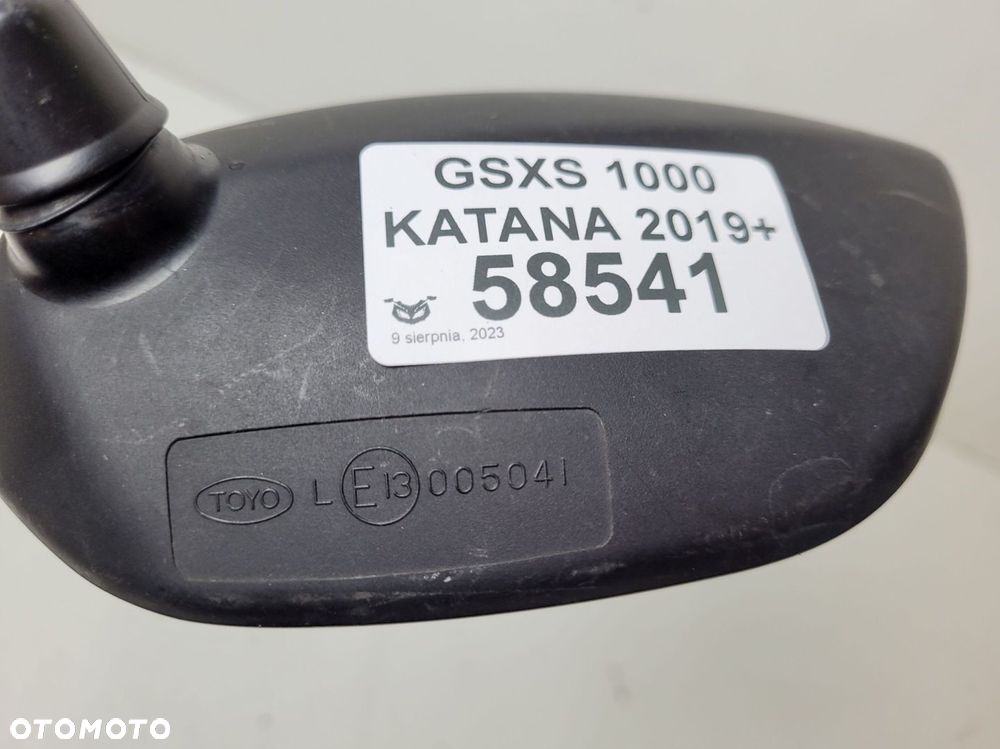 GSXS 1000
KATANA 2019+
58541
9 sierpnia, 2023
TOYO L E13 005041
OTOMOTO